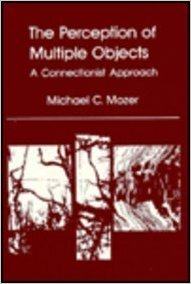 The Perception of
Multiple Objects
A Connectionist Approach
Michael C. Mozer